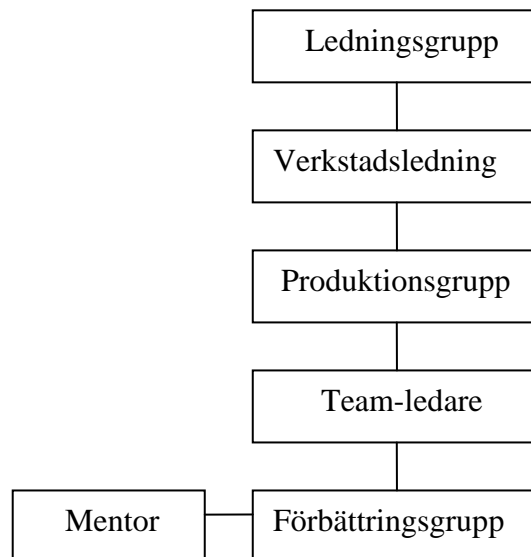 Ledningsgrupp
Verkstadsledning
Produktionsgrupp
Team-ledare
Mentor
Förbättringsgrupp